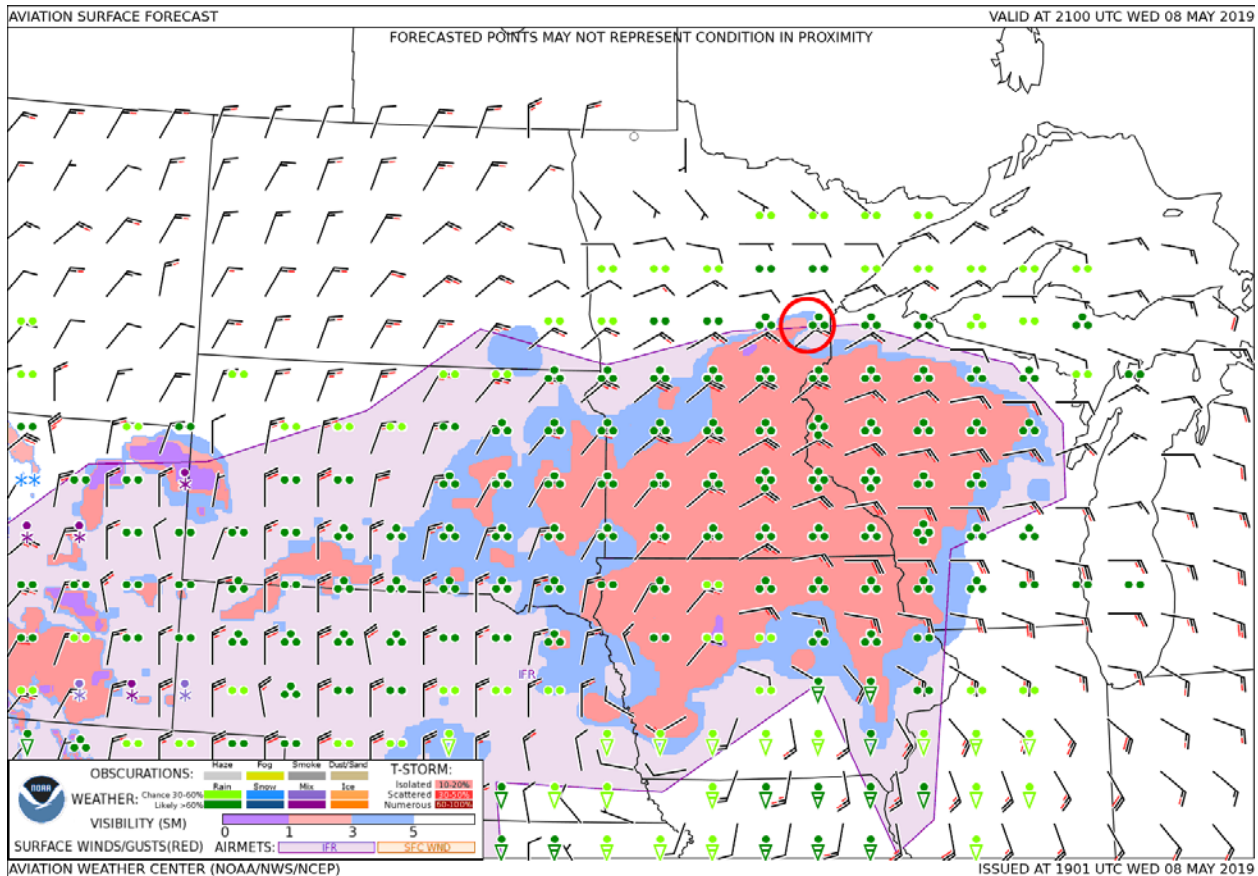 AVIATION SURFACE FORECAST
VALID AT 2100 UTC WED 08 MAY 2019
FORECASTED POINTS MAY NOT REPRESENT CONDITION IN PROXIMITY
IFR
NOAA
OBSCURATIONS: Haze Fog Smoke Dust/Sand
WEATHER: Rain Snow Mix Ice
Chance 30-60%
Likely >60%
T-STORM:
Isolated 10-20%
Scattered 30-50%
Numerous 60-100%
VISIBILITY (SM) 0 1 3 5
SURFACE WINDS/GUSTS(RED) AIRMETS: IFR SFC WND
AVIATION WEATHER CENTER (NOAA/NWS/NCEP)
ISSUED AT 1901 UTC WED 08 MAY 2019